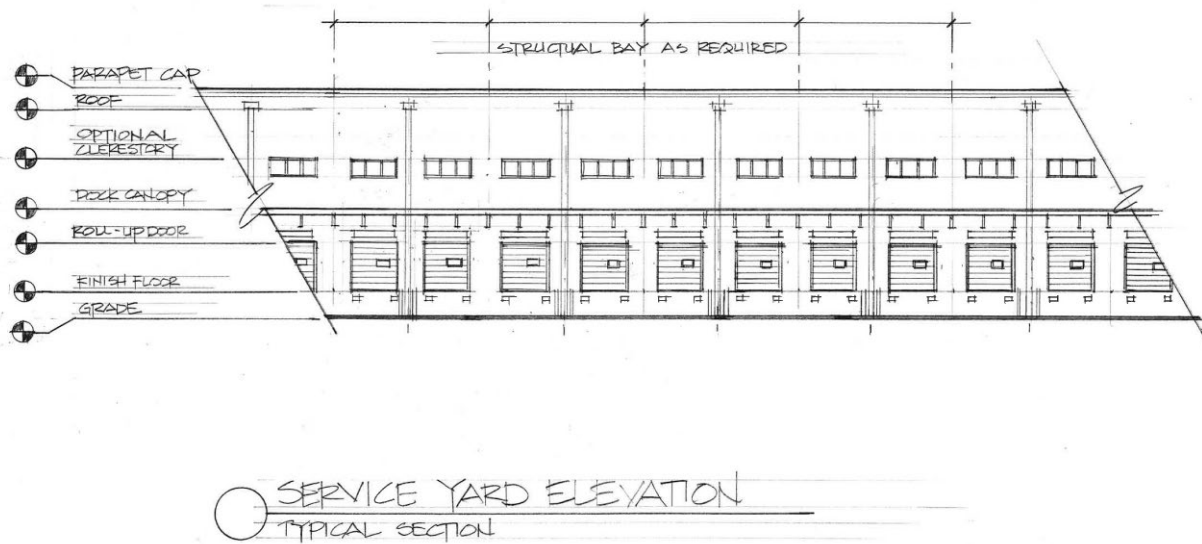 STRUCTUAL BAY AS REQUIRED
PARAPET CAP
ROOF
OPTIONAL
CLERESTORY
DOCK CANOPY
ROLL-UP DOOR
FINISH FLOOR
GRADE
SERVICE YARD ELEVATION
TYPICAL SECTION